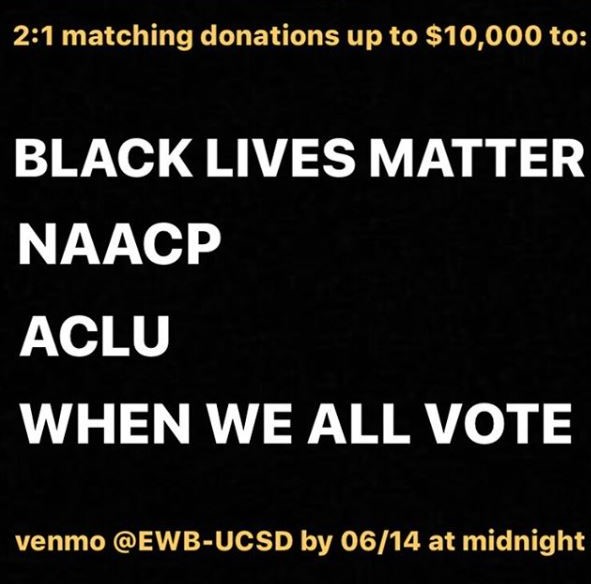 2:1 matching donations up to $10,000 to:
BLACK LIVES MATTER
NAACP
ACLU
WHEN WE ALL VOTE
venmo @EWB-UCSD by 06/14 at midnight